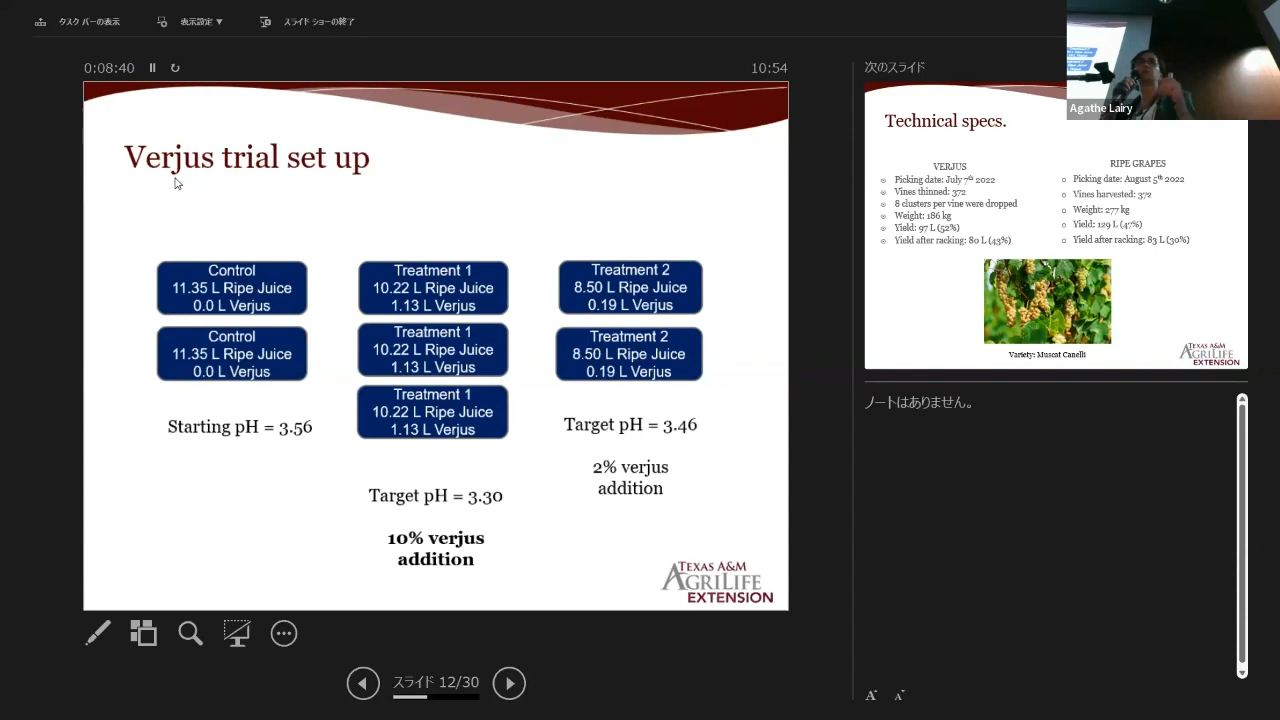 タスク バーの表示
表示設定 ▼
スライド ショーの終了
0:08:40
10:54
Verjus trial set up
Control
11.35 L Ripe Juice
0.0 L Verjus
Control
11.35 L Ripe Juice
0.0 L Verjus
Starting pH = 3.56
Treatment 1
10.22 L Ripe Juice
1.13 L Verjus
Treatment 1
10.22 L Ripe Juice
1.13 L Verjus
Treatment 1
10.22 L Ripe Juice
1.13 L Verjus
Target pH = 3.30
10% verjus
addition
Treatment 2
8.50 L Ripe Juice
0.19 L Verjus
Treatment 2
8.50 L Ripe Juice
0.19 L Verjus
Target pH = 3.46
2% verjus
addition
TEXAS A&M
AGRILIFE
EXTENSION
スライド 12/30
次のスライド
Agathe Lairy
Technical specs.
VERJUS
Picking date: July 7th 2022
Vines thinned: 372
8 clusters per vine were dropped
Weight: 186 kg
Yield: 97 L (52%)
Yield after racking: 80 L (43%)
RIPE GRAPES
Picking date: August 5th 2022
Vines harvested: 372
Weight: 277 kg
Yield: 129 L (47%)
Yield after racking: 83 L (30%)
Variety: Muscat Canelli
TEXAS A&M
AGRILIFE
EXTENSION
ノートはありません。
A A